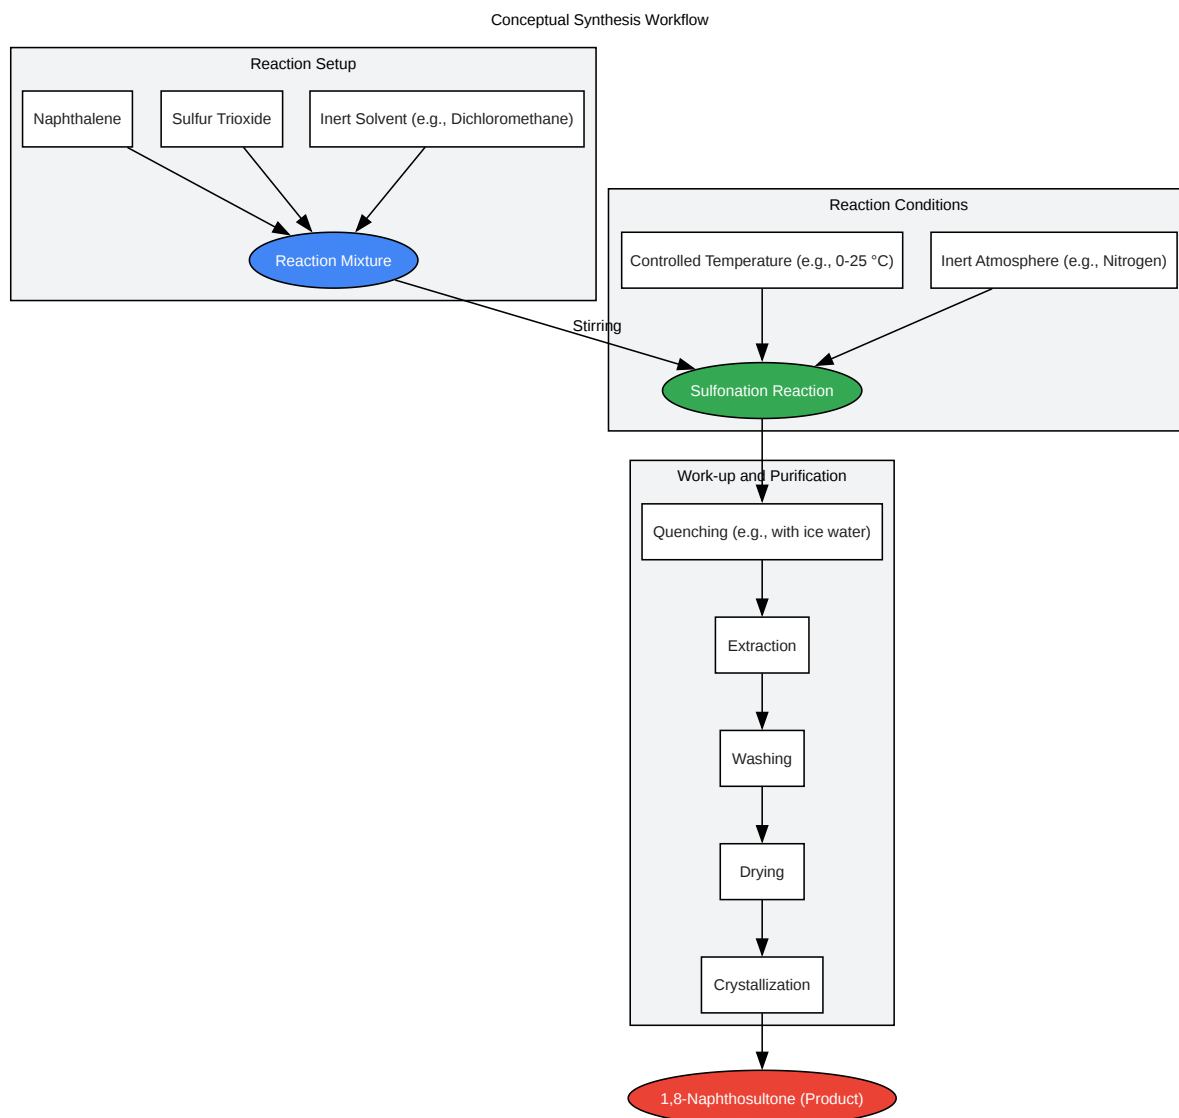 Conceptual Synthesis Workflow
Reaction Setup
Naphthalene
Sulfur Trioxide
Inert Solvent (e.g., Dichloromethane)
Reaction Mixture
Stirring
Reaction Conditions
Controlled Temperature (e.g., 0-25 °C)
Inert Atmosphere (e.g., Nitrogen)
Sulfonation Reaction
Work-up and Purification
Quenching (e.g., with ice water)
Extraction
Washing
Drying
Crystallization
1,8-Naphthosultone (Product)